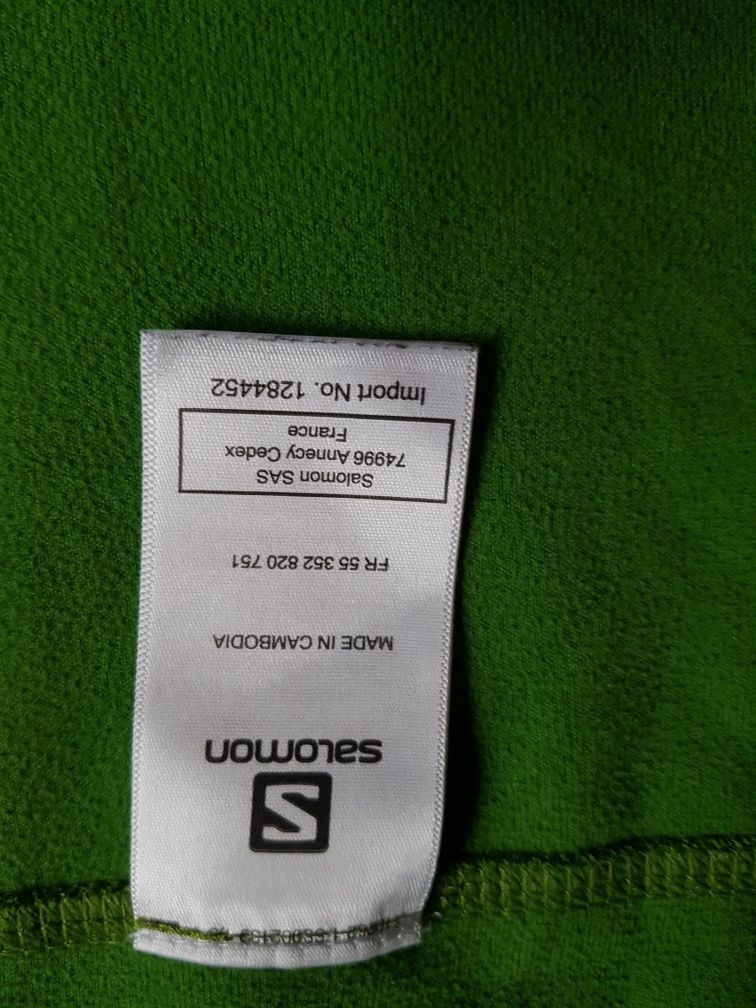 S
salomon
MADE IN CAMBODIA
FR 55 352 820 751
Salomon SAS
74996 Annecy Cedex
France
Import No. 1284452